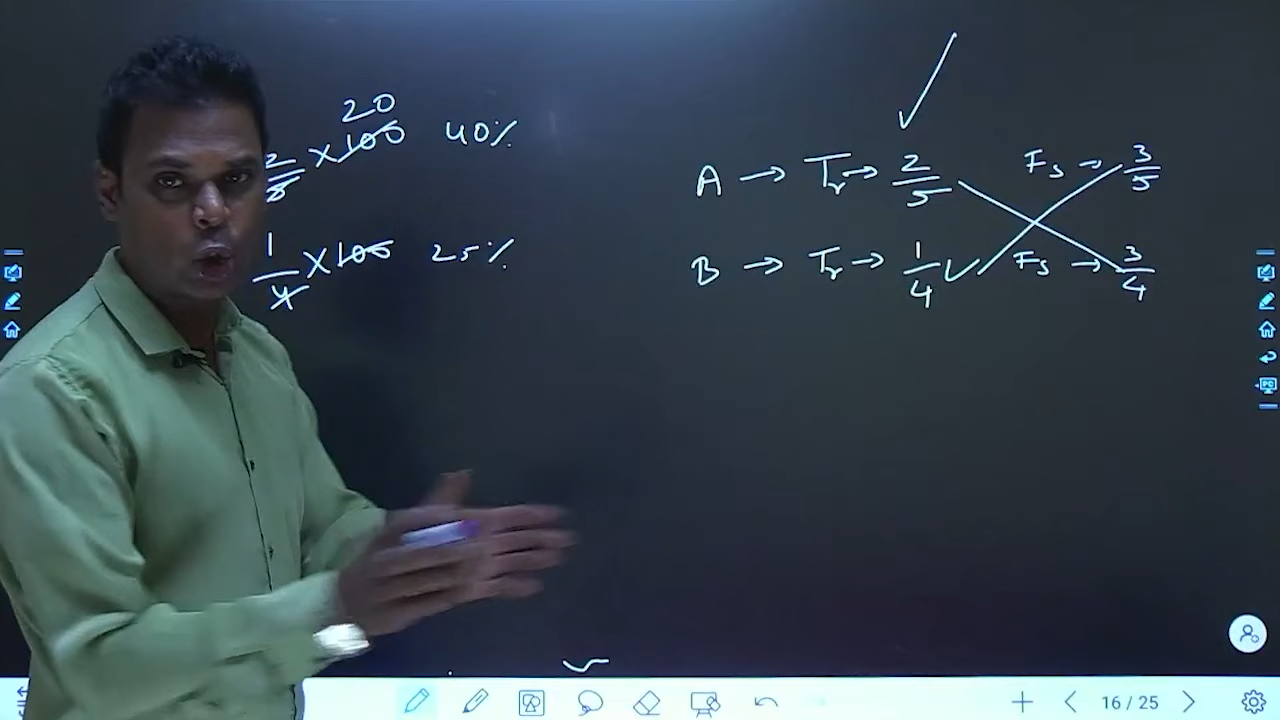 20
2/5 × 100 40%
1/4 × 100 25%
A → Tr → 2/5 Fs → 3/5
B → Tr → 1/4 ✓ Fs → 3/4
16 / 25
PC